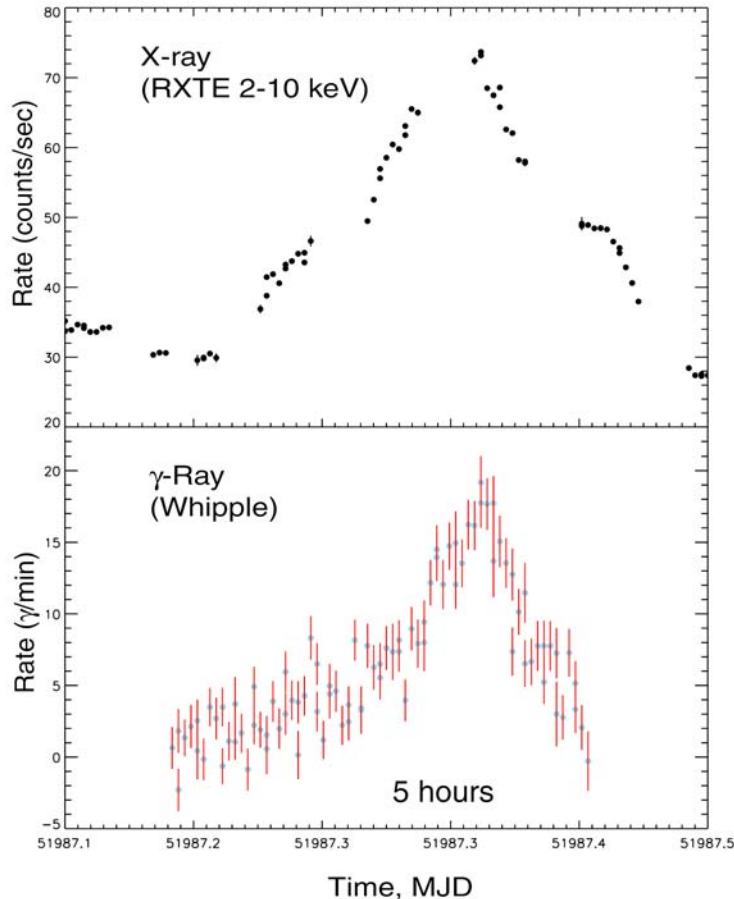 80
X-ray
(RXTE 2-10 keV)
70
60
50
40
30
20
Rate (counts/sec)
γ-Ray
(Whipple)
20
15
10
5
0
−5
Rate (γ/min)
5 hours
51987.1 51987.2 51987.3 51987.3 51987.4 51987.5
Time, MJD